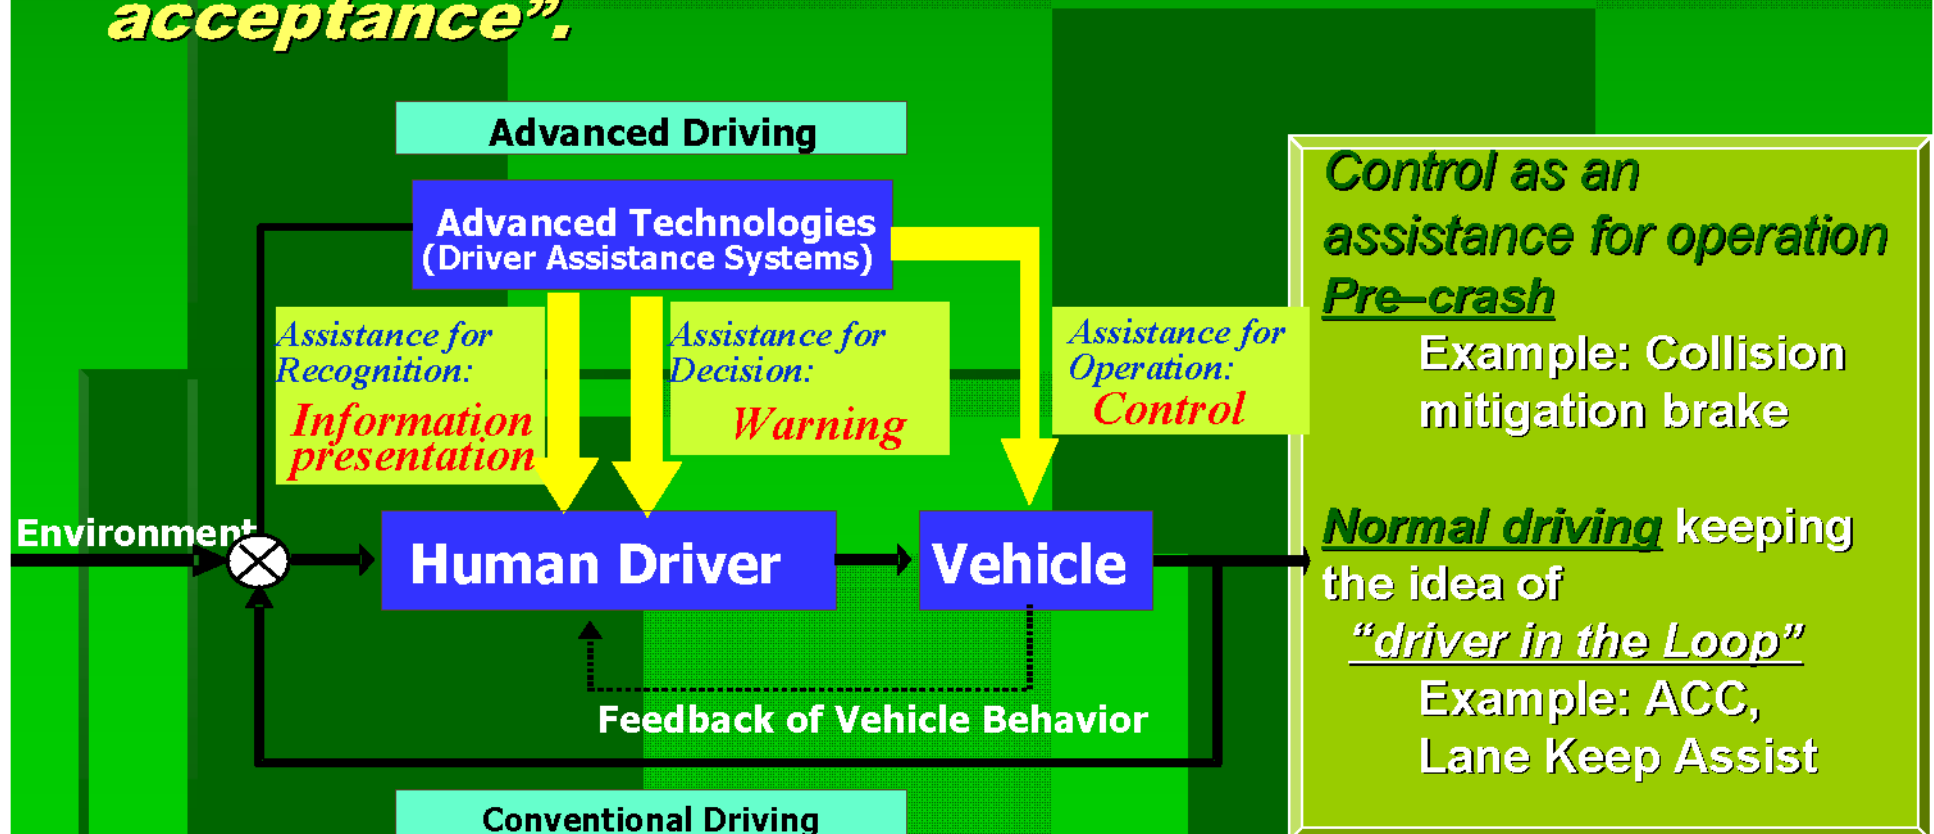 acceptance”.
Advanced Driving
Advanced Technologies
(Driver Assistance Systems)
Assistance for
Recognition:
Information
presentation
Assistance for
Decision:
Warning
Assistance for
Operation:
Control
Environment
Human Driver
Vehicle
Feedback of Vehicle Behavior
Conventional Driving
Control as an
assistance for operation
Pre–crash
Example: Collision
mitigation brake
Normal driving keeping
the idea of
“driver in the Loop”
Example: ACC,
Lane Keep Assist